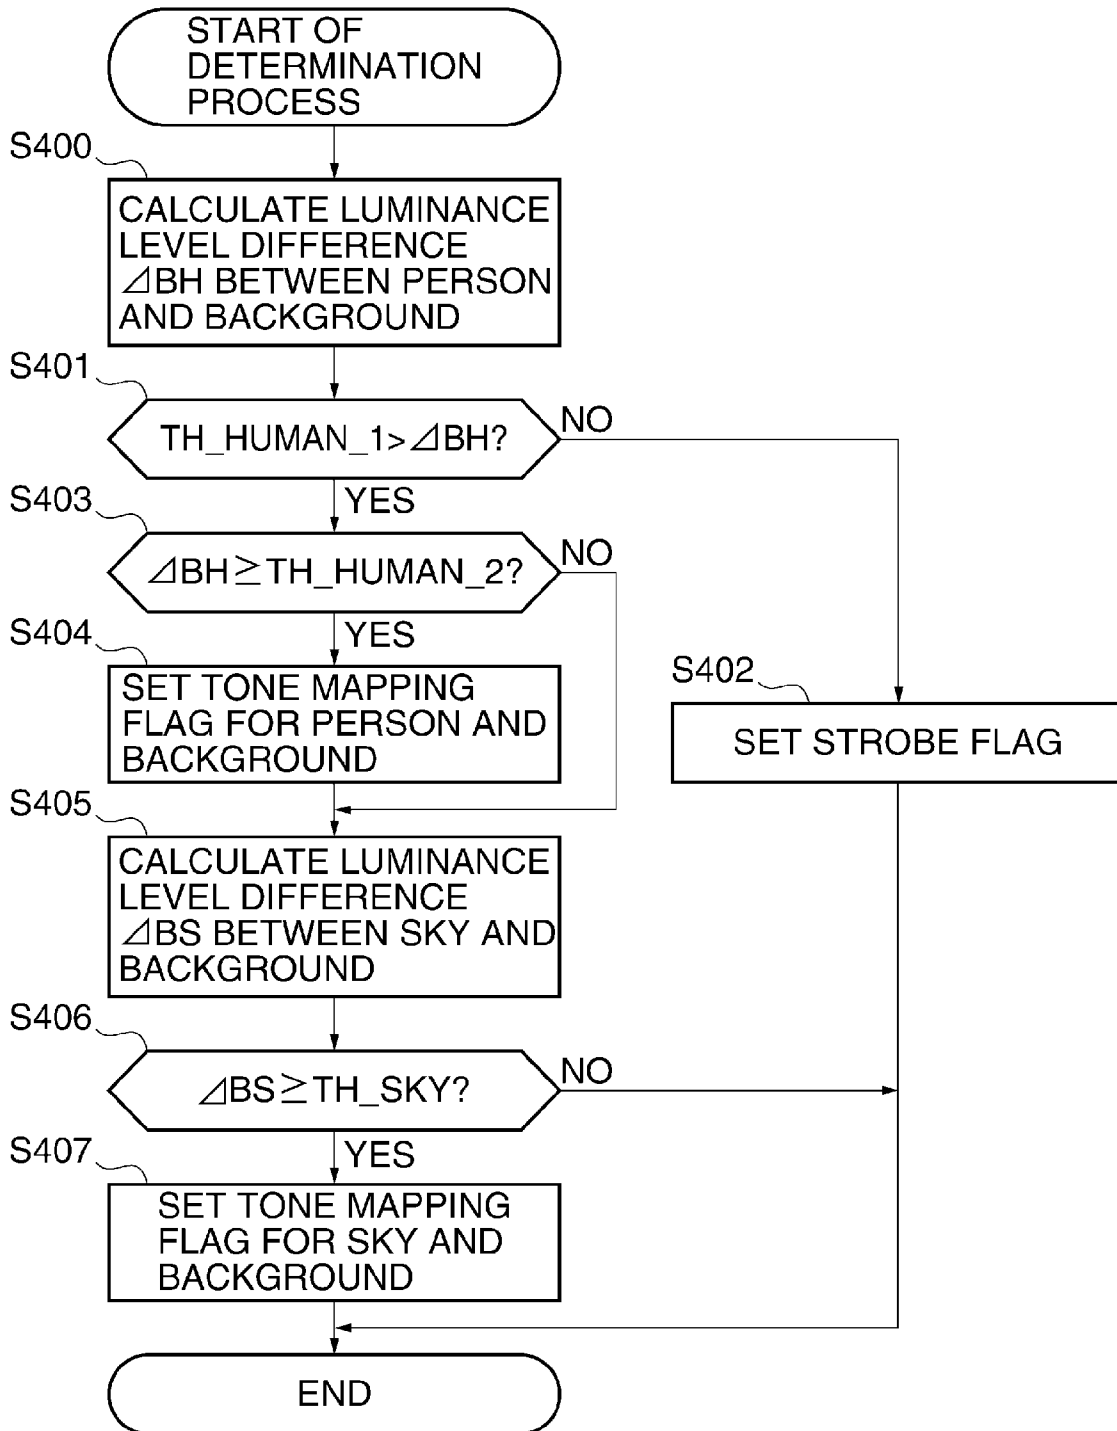 START OF
DETERMINATION
PROCESS
S400
CALCULATE LUMINANCE
LEVEL DIFFERENCE
⊿BH BETWEEN PERSON
AND BACKGROUND
S401
TH_HUMAN_1>⊿BH?
NO
YES
S403
⊿BH≧TH_HUMAN_2?
NO
YES
S404
SET TONE MAPPING
FLAG FOR PERSON AND
BACKGROUND
S402
SET STROBE FLAG
S405
CALCULATE LUMINANCE
LEVEL DIFFERENCE
⊿BS BETWEEN SKY AND
BACKGROUND
S406
⊿BS≧TH_SKY?
NO
YES
S407
SET TONE MAPPING
FLAG FOR SKY AND
BACKGROUND
END